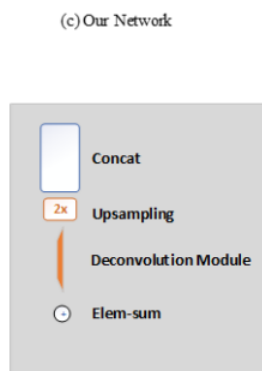 (c) Our Network
Concat
2x Upsampling
Deconvolution Module
Elem-sum